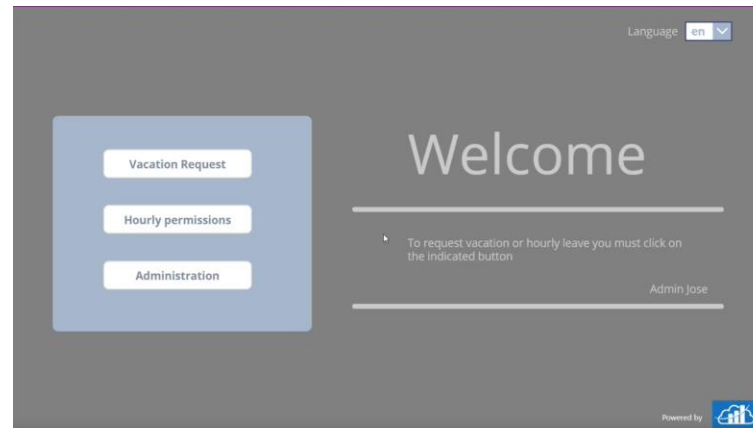 Language en
Vacation Request
Hourly permissions
Administration
Welcome
To request vacation or hourly leave you must click on
the indicated button
Admin Jose
Powered by